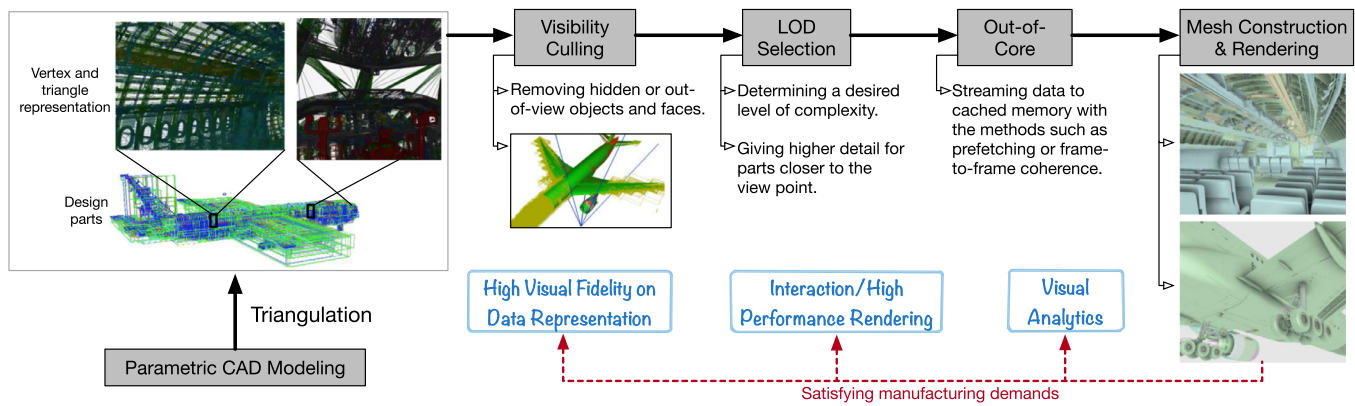 Vertex and
triangle
representation
Design
parts
Triangulation
Parametric CAD Modeling
Visibility
Culling
Removing hidden or out-
of-view objects and faces.
LOD
Selection
Determining a desired
level of complexity.
Giving higher detail for
parts closer to the
view point.
Out-of-
Core
Streaming data to
cached memory with
the methods such as
prefetching or frame-
to-frame coherence.
Mesh Construction
& Rendering
High Visual Fidelity on
Data Representation
Interaction/High
Performance Rendering
Visual
Analytics
Satisfying manufacturing demands